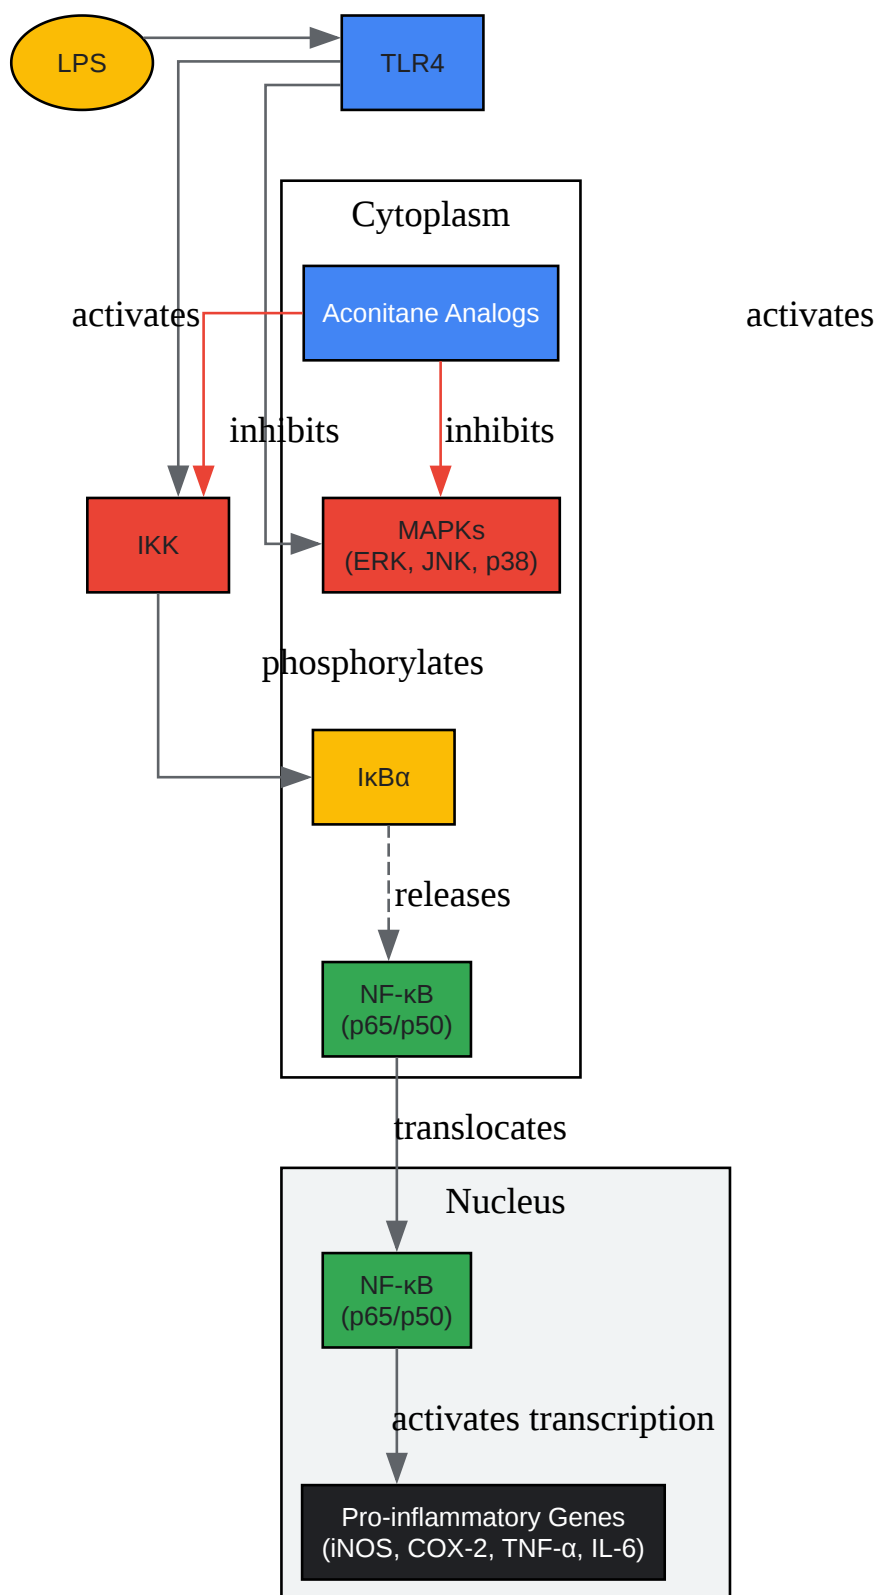 LPS
TLR4
Cytoplasm
Aconitane Analogs
activates
activates
inhibits
inhibits
IKK
MAPKs
(ERK, JNK, p38)
phosphorylates
IκBα
releases
NF-κB
(p65/p50)
translocates
Nucleus
NF-κB
(p65/p50)
activates transcription
Pro-inflammatory Genes
(iNOS, COX-2, TNF-α, IL-6)